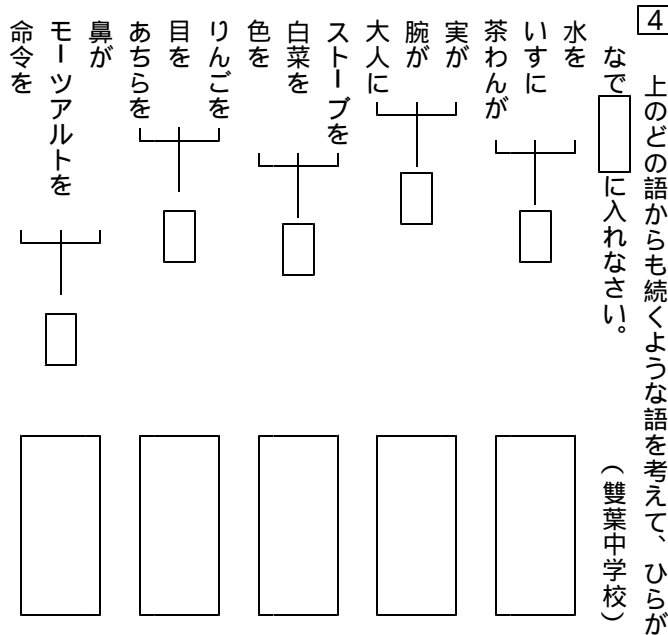 4
上のどの語からも続くような語を考えて、ひらが
なで に入れなさい。 (雙葉中学校)
水を
いすに
茶わんが
実が
腕が
大人に
ストーブを
白菜を
色を
りんごを
目を
あちらを
鼻が
モーツアルトを
命令を